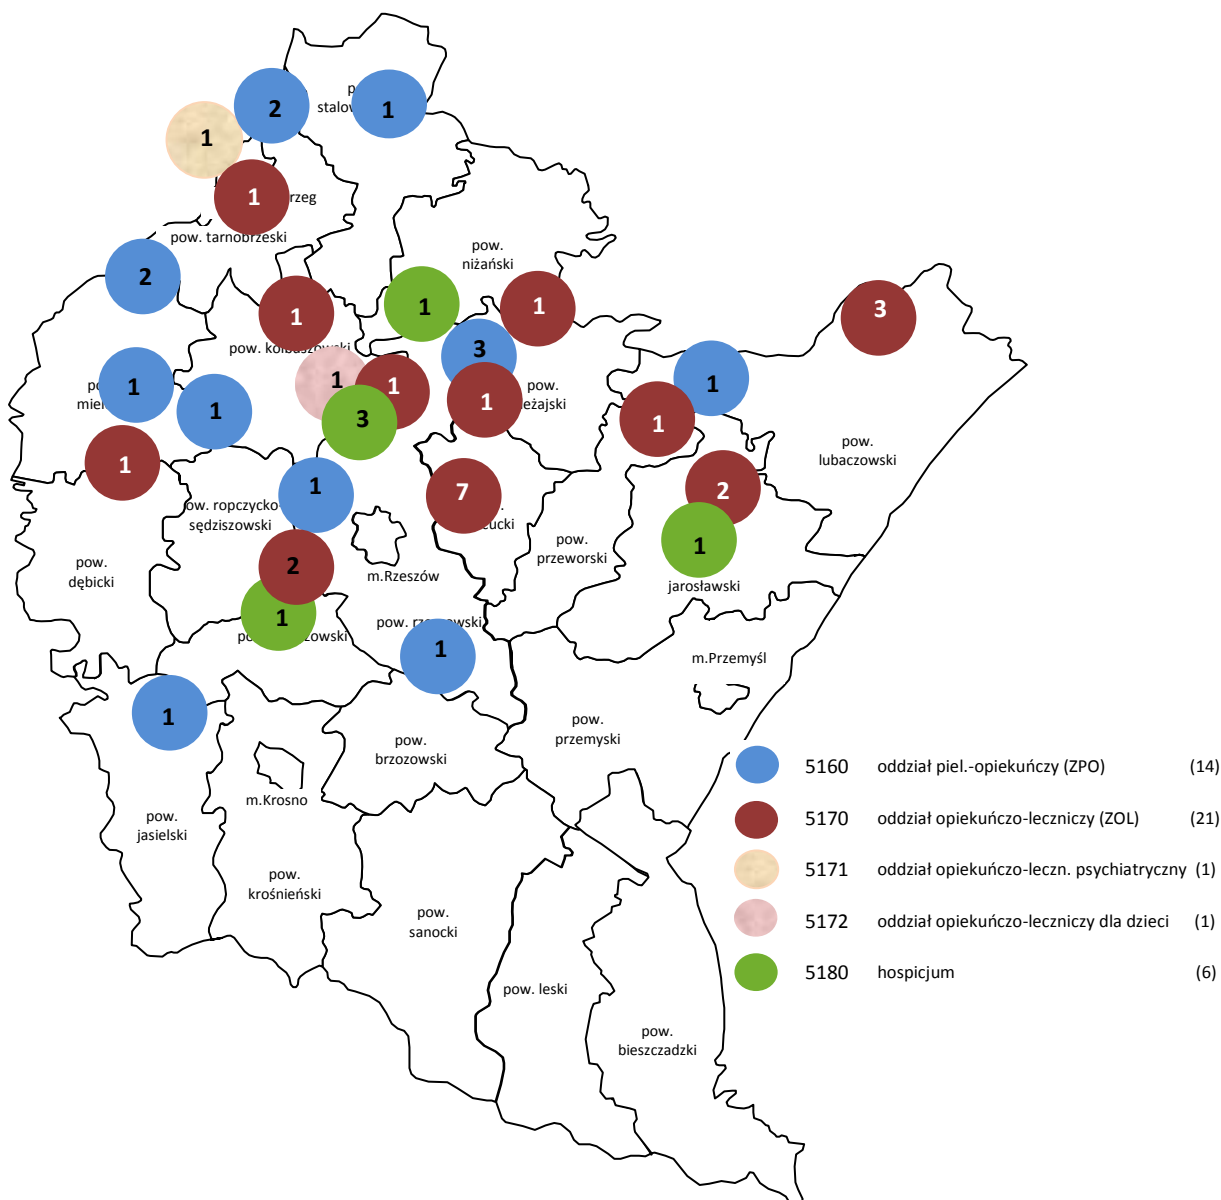 2
1
stalow
1
1
rzeg
pow. tarnobrzeski
2
pow.
niżański
1
1
1
3
3
pow.
1
1
1
1
1
3
1
1
pow.
leżajski
1
1
pow.
lubaczowski
1
7
2
1
pow. ropczycko
sędziszowski
pow.
przeworski
1
jarosławski
2
m.Rzeszów
pow.
dębicki
1
1
m.Przemyśl
1
pow.
przemyski
pow.
brzozowski
m.Krosno
pow.
jasielski
pow.
krośnieński
pow.
sanocki
pow. leski
pow.
bieszczadzki
5160 oddział piel.-opiekuńczy (ZPO) (14)
5170 oddział opiekuńczo-leczniczy (ZOL) (21)
5171 oddział opiekuńczo-leczn. psychiatryczny (1)
5172 oddział opiekuńczo-leczniczy dla dzieci (1)
5180 hospicjum (6)